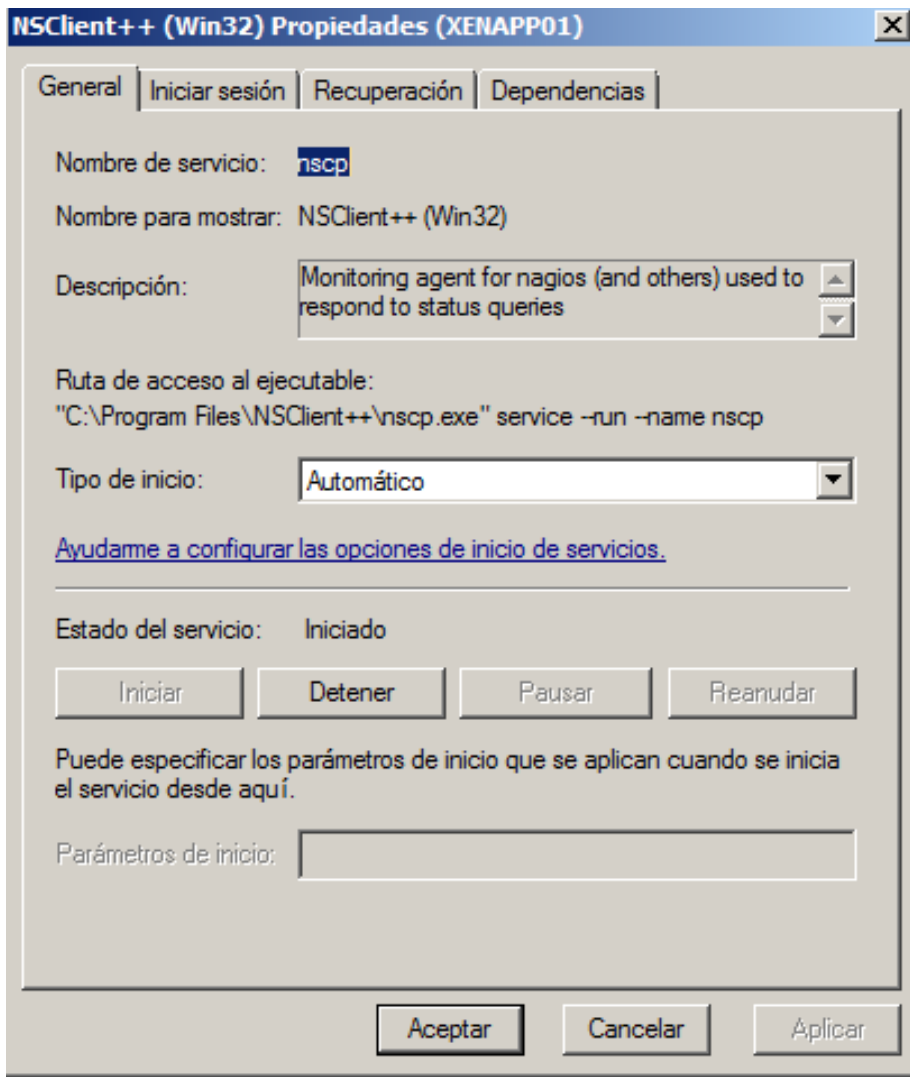 NSClient++ (Win32) Propiedades (XENAPP01)
General Iniciar sesión Recuperación Dependencias
Nombre de servicio: nscp
Nombre para mostrar: NSClient++ (Win32)
Descripción: Monitoring agent for nagios (and others) used to
respond to status queries
Ruta de acceso al ejecutable:
"C:\Program Files\NSClient++\nscp.exe" service --run --name nscp
Tipo de inicio: Automático
Ayudarme a configurar las opciones de inicio de servicios.
Estado del servicio: Iniciado
Iniciar Detener Pausar Reanudar
Puede especificar los parámetros de inicio que se aplican cuando se inicia
el servicio desde aquí.
Parámetros de inicio:
Aceptar Cancelar Aplicar